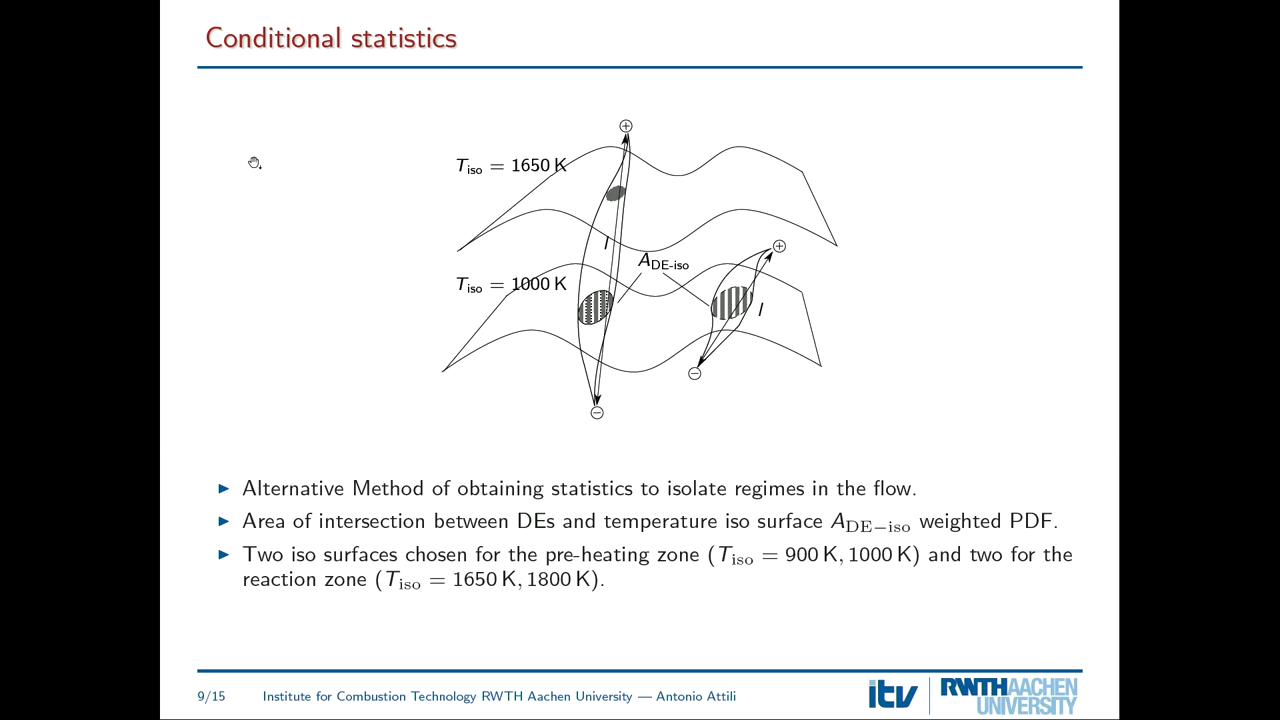 Conditional statistics
⊕
T_iso = 1650 K
l
⊕
A_DE-iso
T_iso = 1000 K
l
⊖
⊖
▶ Alternative Method of obtaining statistics to isolate regimes in the flow.
▶ Area of intersection between DEs and temperature iso surface A_DE−iso weighted PDF.
▶ Two iso surfaces chosen for the pre-heating zone (T_iso = 900 K, 1000 K) and two for the
reaction zone (T_iso = 1650 K, 1800 K).
9/15 Institute for Combustion Technology RWTH Aachen University — Antonio Attili
itv
RWTHAACHEN
UNIVERSITY